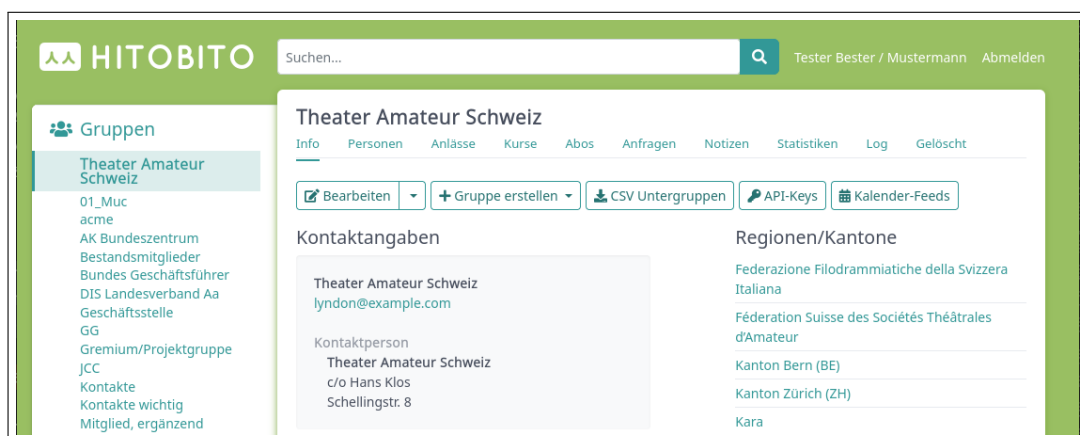 HITOBITO
Suchen...
Tester Bester / Mustermann Abmelden
Gruppen
Theater Amateur
Schweiz
01_Muc
acme
AK Bundeszentrum
Bestandsmitglieder
Bundes Geschäftsführer
DIS Landesverband Aa
Geschäftsstelle
GG
Gremium/Projektgruppe
JCC
Kontakte
Kontakte wichtig
Mitglied, ergänzend
Theater Amateur Schweiz
Info Personen Anlässe Kurse Abos Anfragen Notizen Statistiken Log Gelöscht
Bearbeiten Gruppe erstellen CSV Untergruppen API-Keys Kalender-Feeds
Kontaktangaben
Theater Amateur Schweiz
lyndon@example.com
Kontaktperson
Theater Amateur Schweiz
c/o Hans Klos
Schellingstr. 8
Regionen/Kantone
Federazione Filodrammiatiche della Svizzera
Italiana
Féderation Suisse des Sociétés Théâtrales
d'Amateur
Kanton Bern (BE)
Kanton Zürich (ZH)
Kara